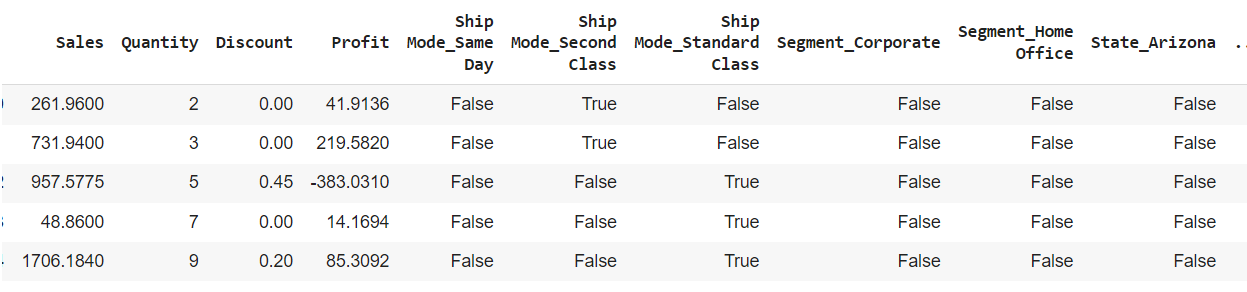 Sales Quantity Discount Profit Ship Mode_Same Day Ship Mode_Second Class Ship Mode_Standard Class Segment_Corporate Segment_Home Office State_Arizona ..
261.9600 2 0.00 41.9136 False True False False False False
731.9400 3 0.00 219.5820 False True False False False False
957.5775 5 0.45 -383.0310 False False True False False False
48.8600 7 0.00 14.1694 False False True False False False
1706.1840 9 0.20 85.3092 False False True False False False